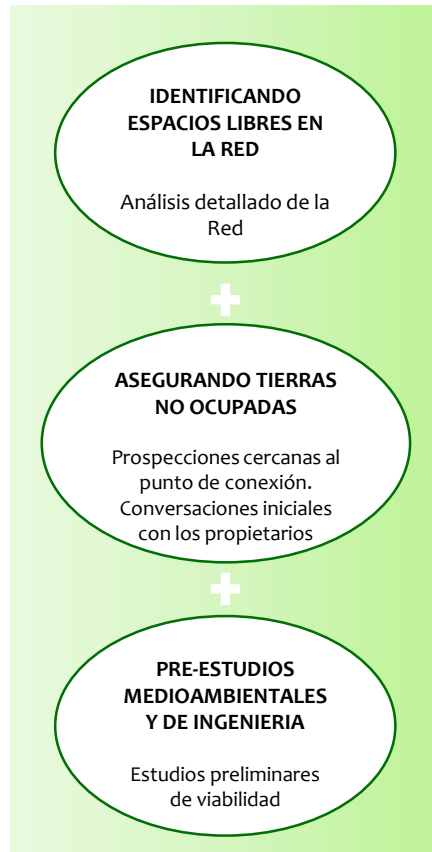 IDENTIFICANDO
ESPACIOS LIBRES EN
LA RED
Análisis detallado de la
Red
ASEGURANDO TIERRAS
NO OCUPADAS
Prospecciones cercanas al
punto de conexión.
Conversaciones iniciales
con los propietarios
PRE-ESTUDIOS
MEDIOAMBIENTALES
Y DE INGENIERIA
Estudios preliminares
de viabilidad